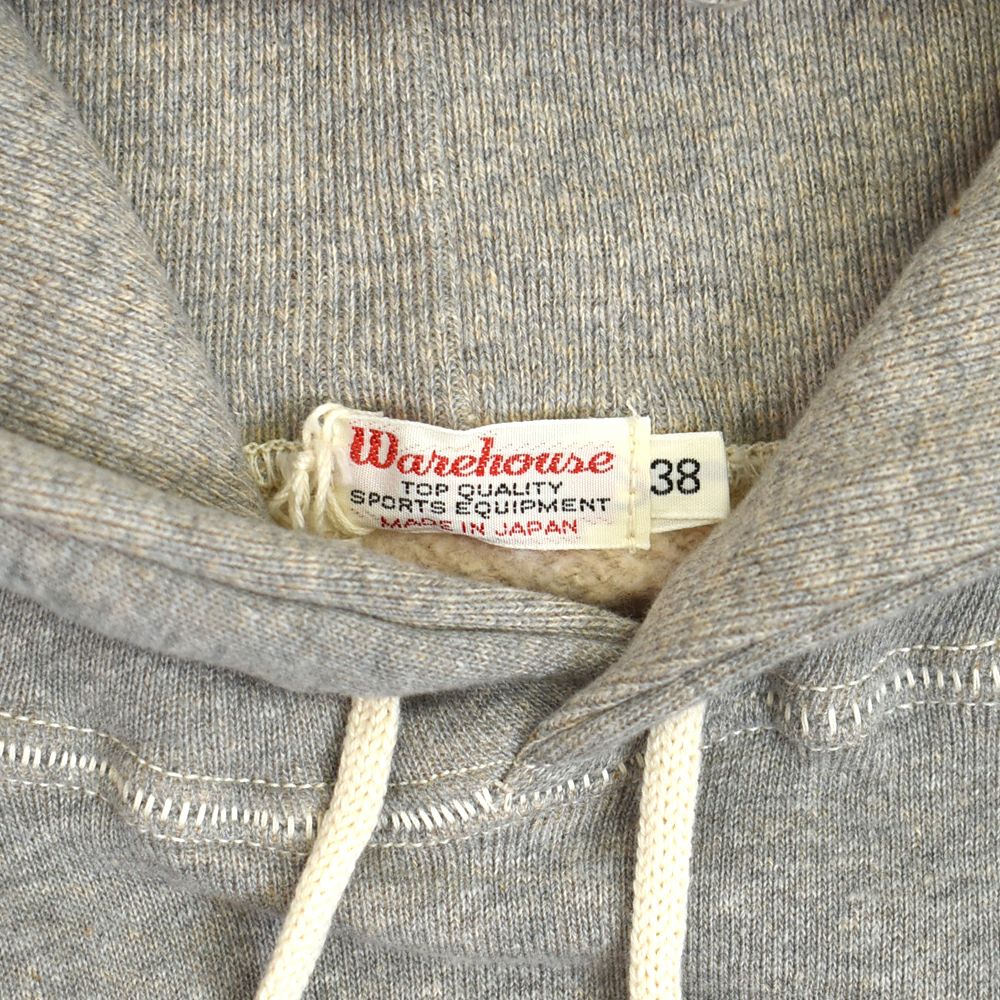 Warehouse
TOP QUALITY
SPORTS EQUIPMENT
MADE IN JAPAN
38